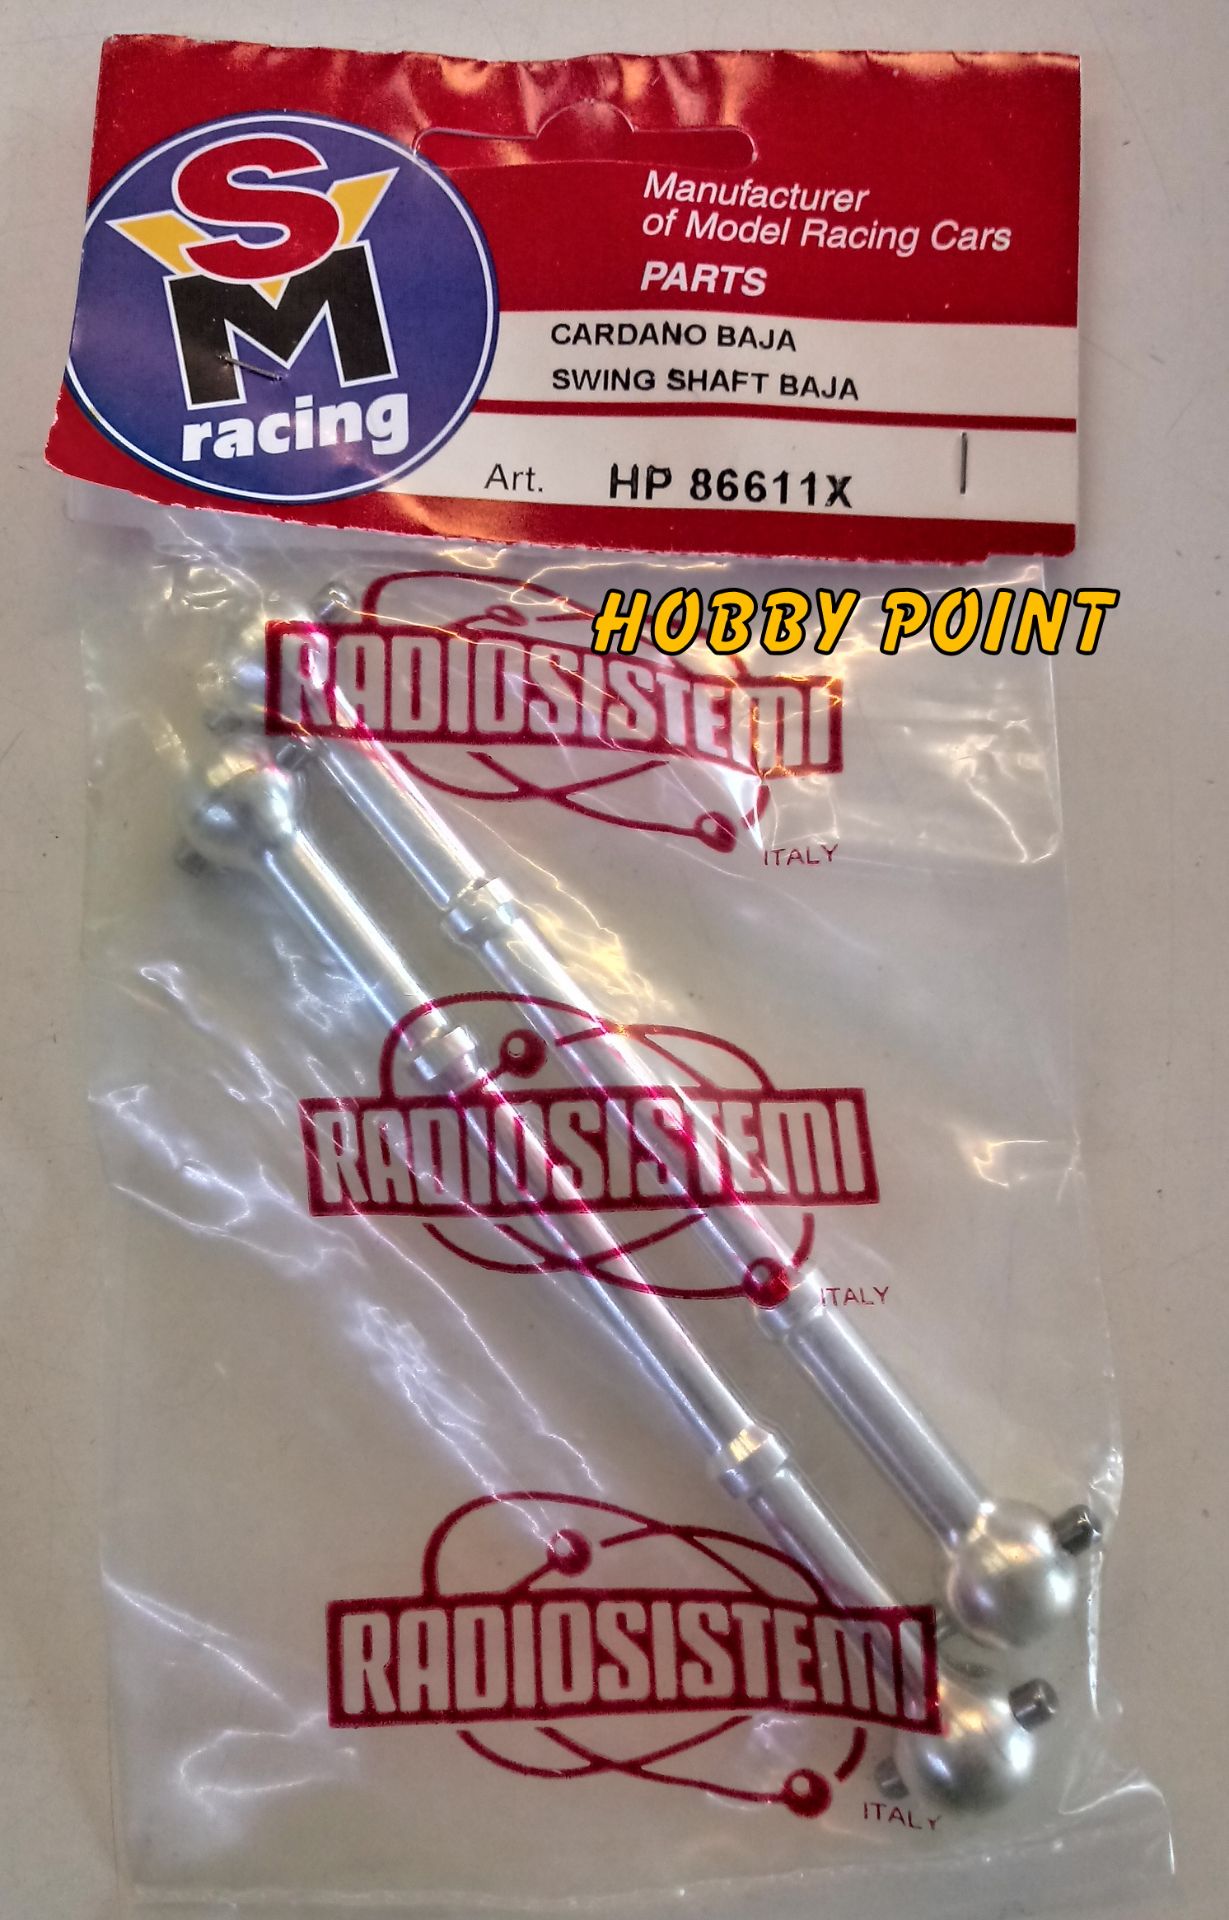 SM
racing
Manufacturer
of Model Racing Cars
PARTS
CARDANO BAJA
SWING SHAFT BAJA
Art. HP 86611X
HOBBY POINT
RADIOSISTEMI
ITALY
RADIOSISTEMI
ITALY
RADIOSISTEMI
ITALY